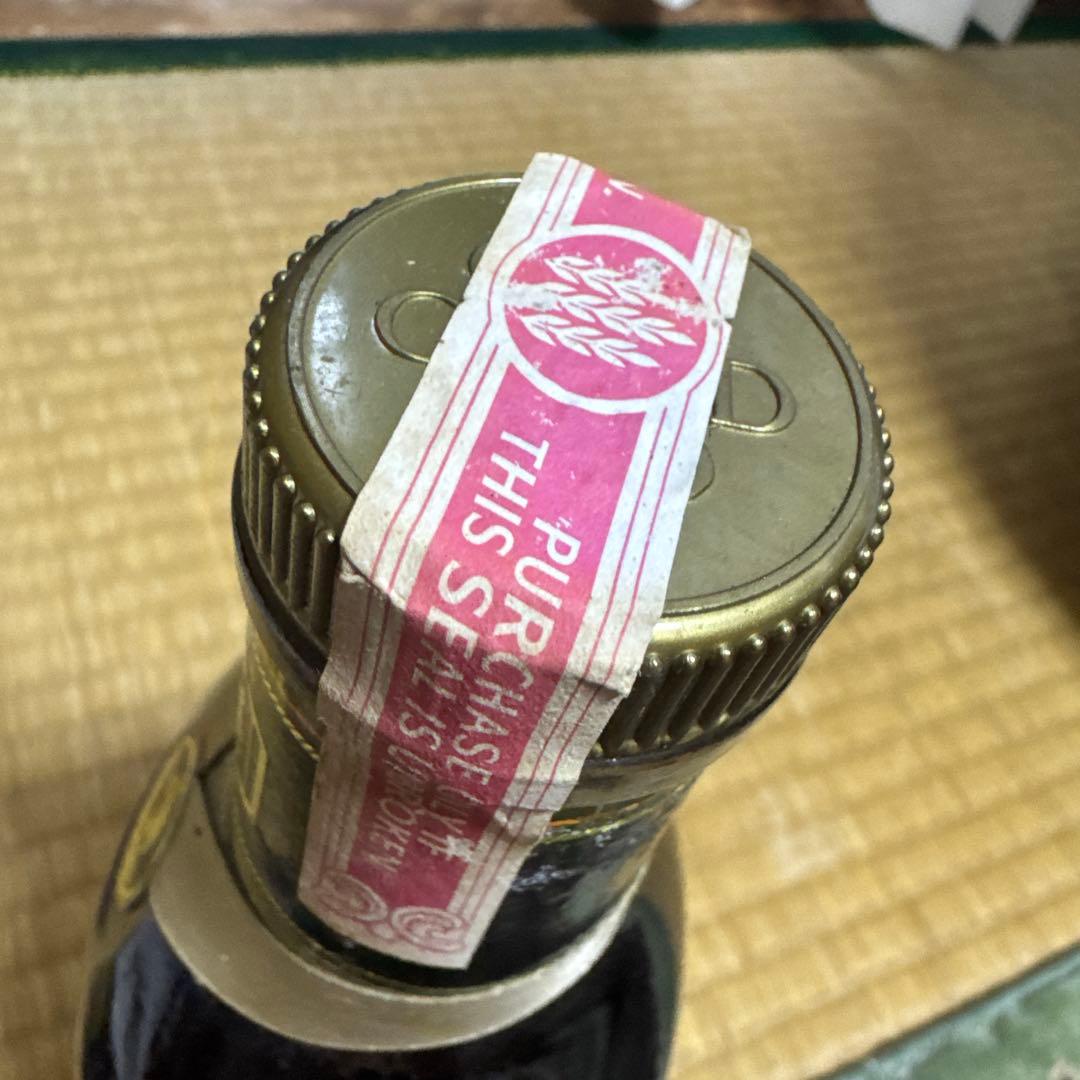 PURCHASE ONLY IF
THIS SEAL IS UNBROKEN